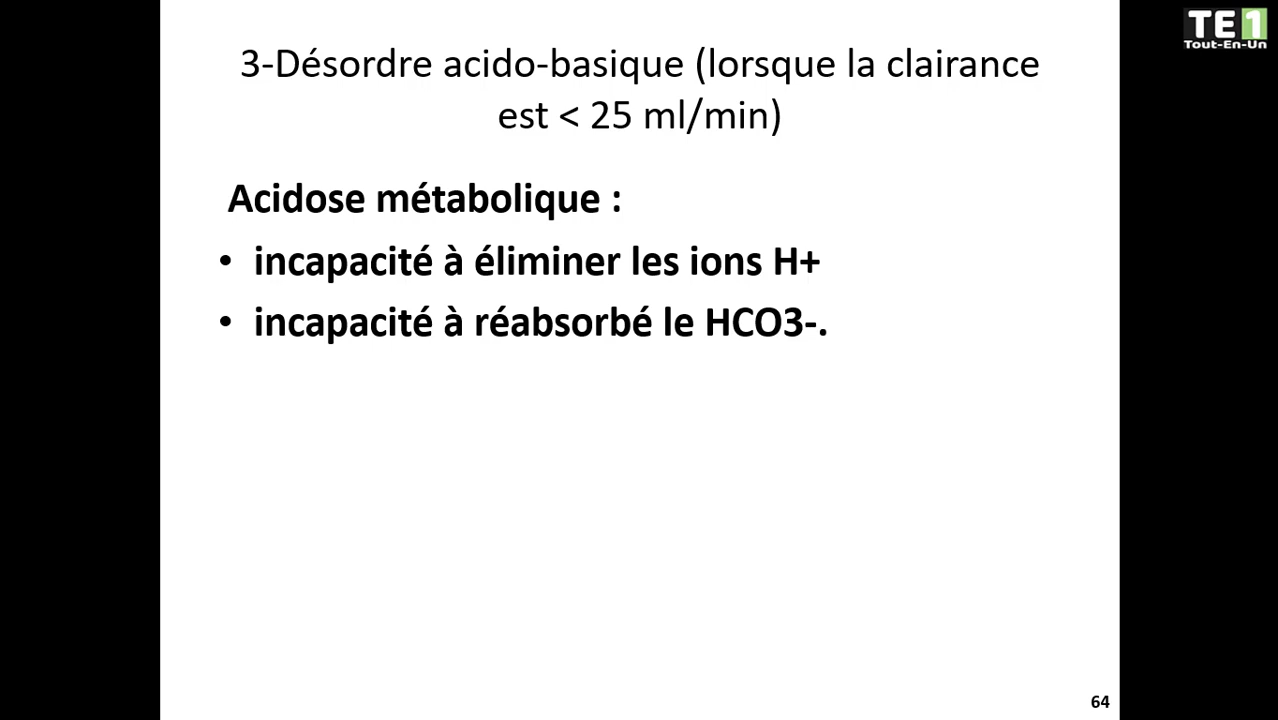 TE1
Tout-En-Un
3-Désordre acido-basique (lorsque la clairance
est < 25 ml/min)
Acidose métabolique :
• incapacité à éliminer les ions H+
• incapacité à réabsorbé le HCO3-.
64